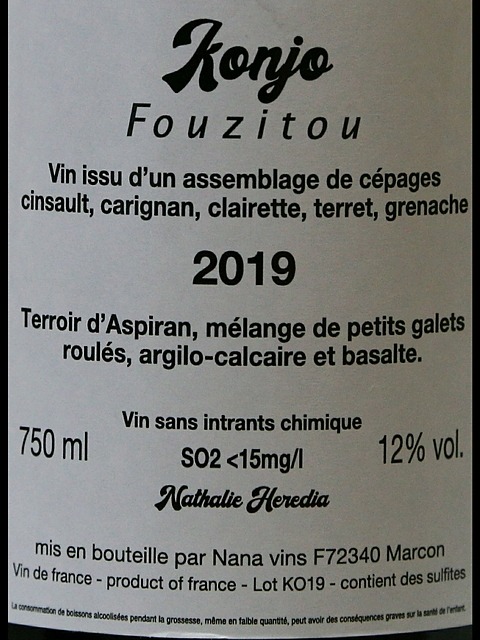 Konjo
Fouzitou
Vin issu d'un assemblage de cépages
cinsault, carignan, clairette, terret, grenache
2019
Terroir d'Aspiran, mélange de petits galets
roulés, argilo-calcaire et basalte.
Vin sans intrants chimique
750 ml
SO2 <15mg/l
12% vol.
Nathalie Heredia
mis en bouteille par Nana vins F72340 Marcon
Vin de france - product of france - Lot KO19 - contient des sulfites
La consommation de boissons alcoolisées pendant la grossesse, même en faible quantité, peut avoir des conséquences graves sur la santé de l'enfant.